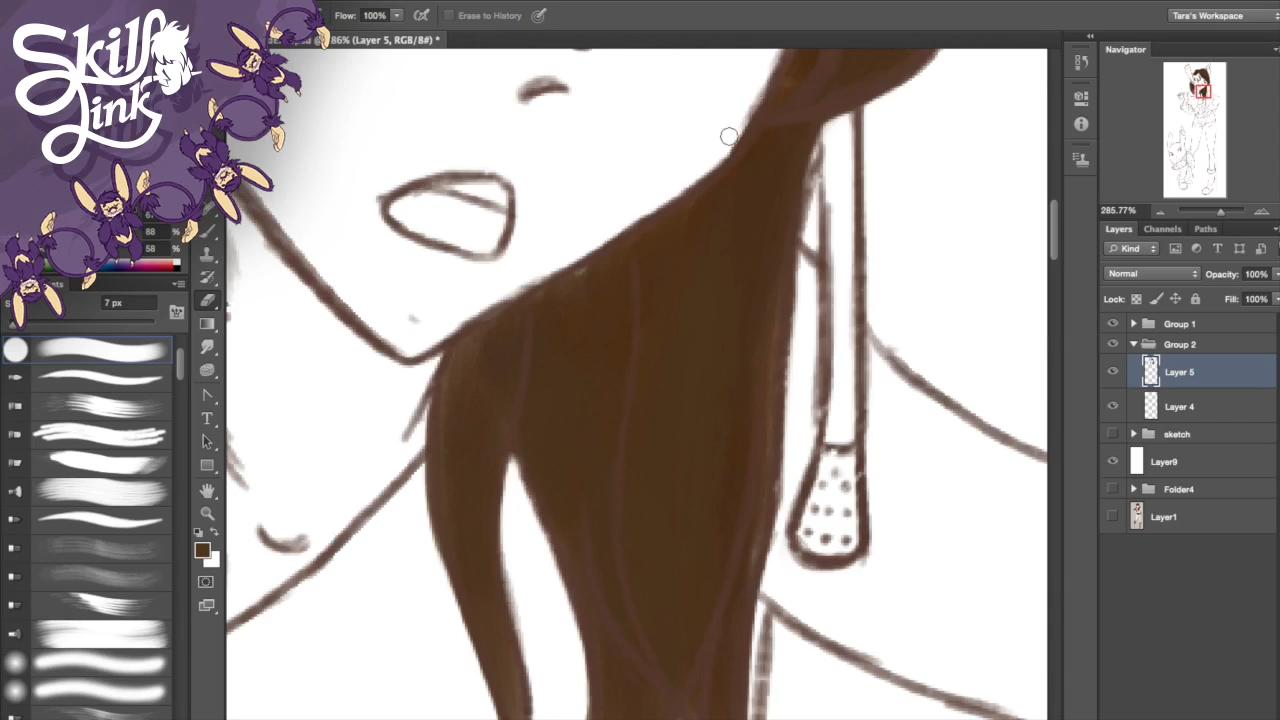 Skill
Link
Flow: 100%
Erase to History
Tara's Workspace
86% (Layer 5, RGB/8#) *
Navigator
285.77%
Layers
Channels
Paths
Kind
Normal
Opacity: 100%
Lock:
Fill: 100%
Group 1
Group 2
Layer 5
Layer 4
sketch
Layer9
Folder4
Layer1
88 %
58 %
7 px
T